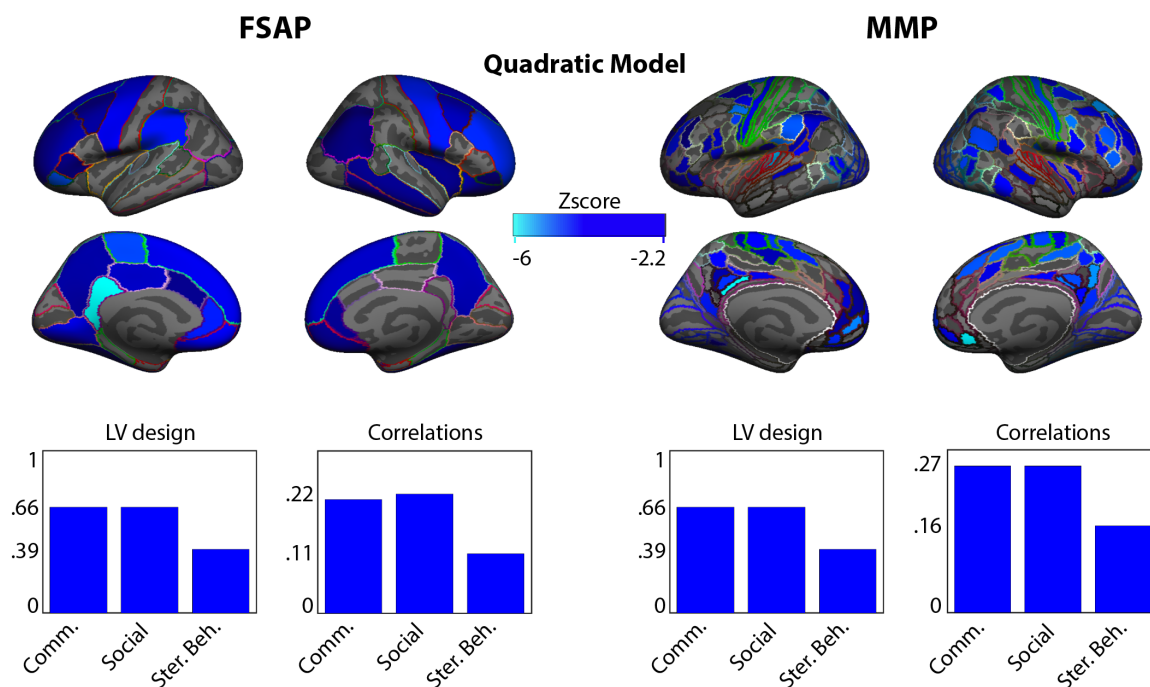 FSAP
MMP
Quadratic Model
Zscore
-6
-2.2
LV design
1
.66
.39
0
Comm.
Social
Ster. Beh.
Correlations
.22
.11
0
Comm.
Social
Ster. Beh.
LV design
1
.66
.39
0
Comm.
Social
Ster. Beh.
Correlations
.27
.16
0
Comm.
Social
Ster. Beh.